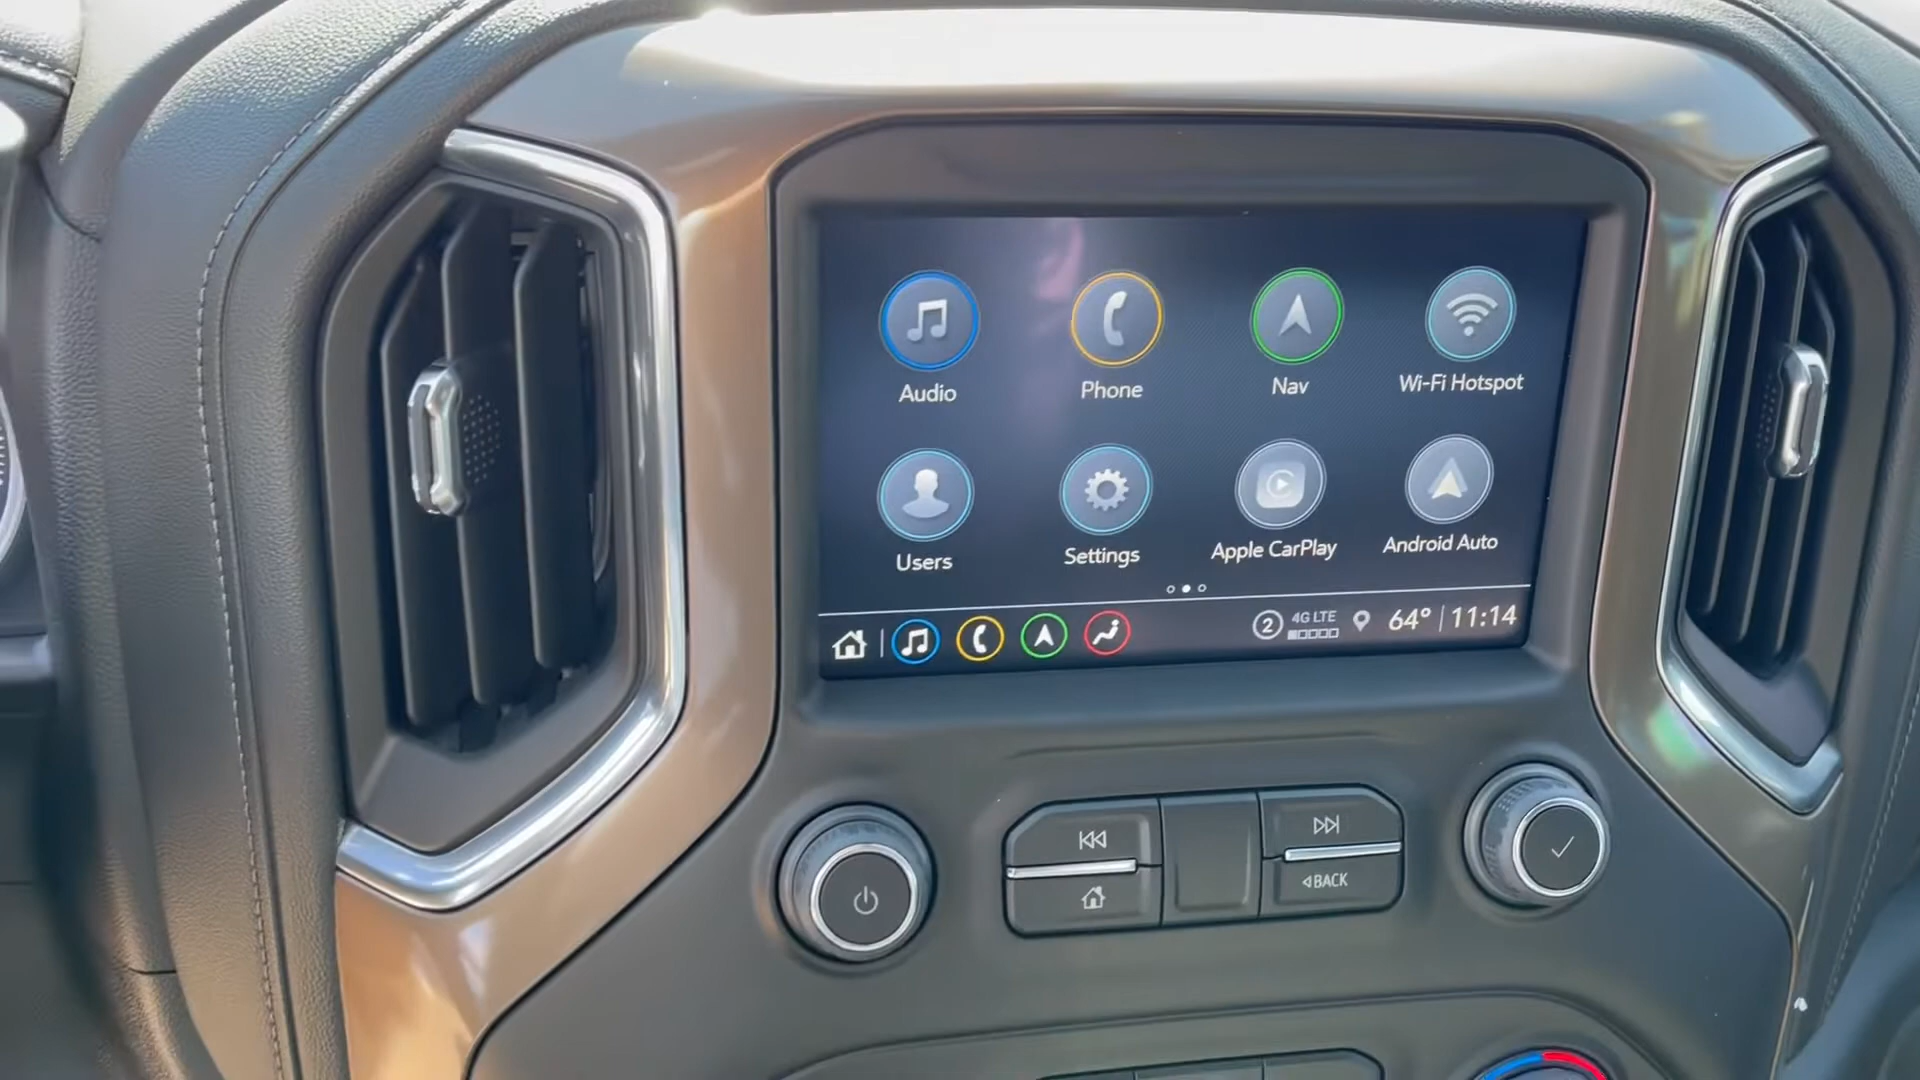 Audio
Phone
Nav
Wi-Fi Hotspot
Users
Settings
Apple CarPlay
Android Auto
2
4G LTE
64°
11:14
BACK